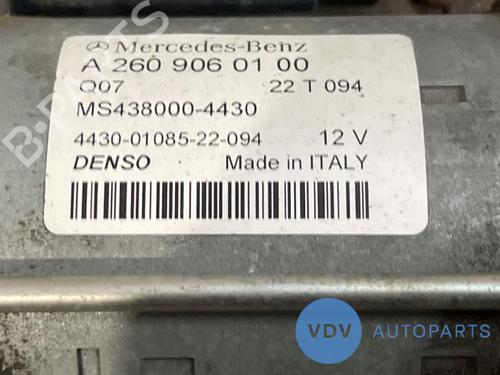 Mercedes-Benz
A 260 906 01 00
Q07 22 T 094
MS438000-4430
4430-01085-22-094 12 V
DENSO Made in ITALY
B-PARTS
VDV AUTOPARTS